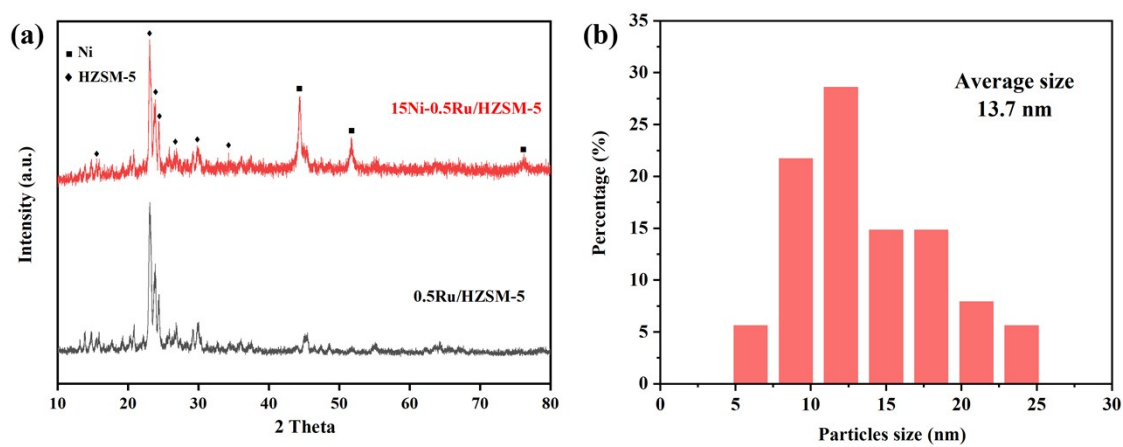 (a)
■ Ni
♦ HZSM-5
15Ni-0.5Ru/HZSM-5
0.5Ru/HZSM-5
Intensity (a.u.)
10 20 30 40 50 60 70 80
2 Theta
(b)
Average size
13.7 nm
Percentage (%)
35
30
25
20
15
10
5
0
0 5 10 15 20 25 30
Particles size (nm)